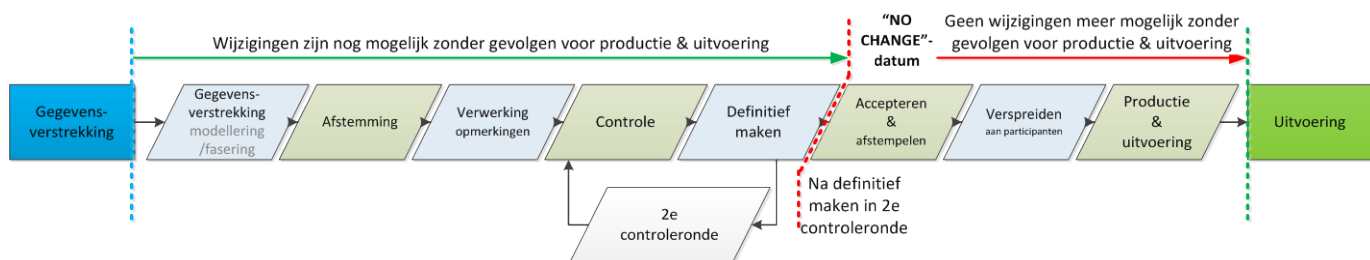 Wijzigingen zijn nog mogelijk zonder gevolgen voor productie & uitvoering
“NO
CHANGE”-
datum
Geen wijzigingen meer mogelijk zonder
gevolgen voor productie & uitvoering
Gegevens-
verstrekking
Gegevens-
verstrekking
modellering
/fasering
Afstemming
Verwerking
opmerkingen
Controle
Definitief
maken
Accepteren
&
afstempelen
Verspreiden
aan participanten
Productie
&
uitvoering
Uitvoering
2e
controleronde
Na definitief
maken in 2e
controleronde